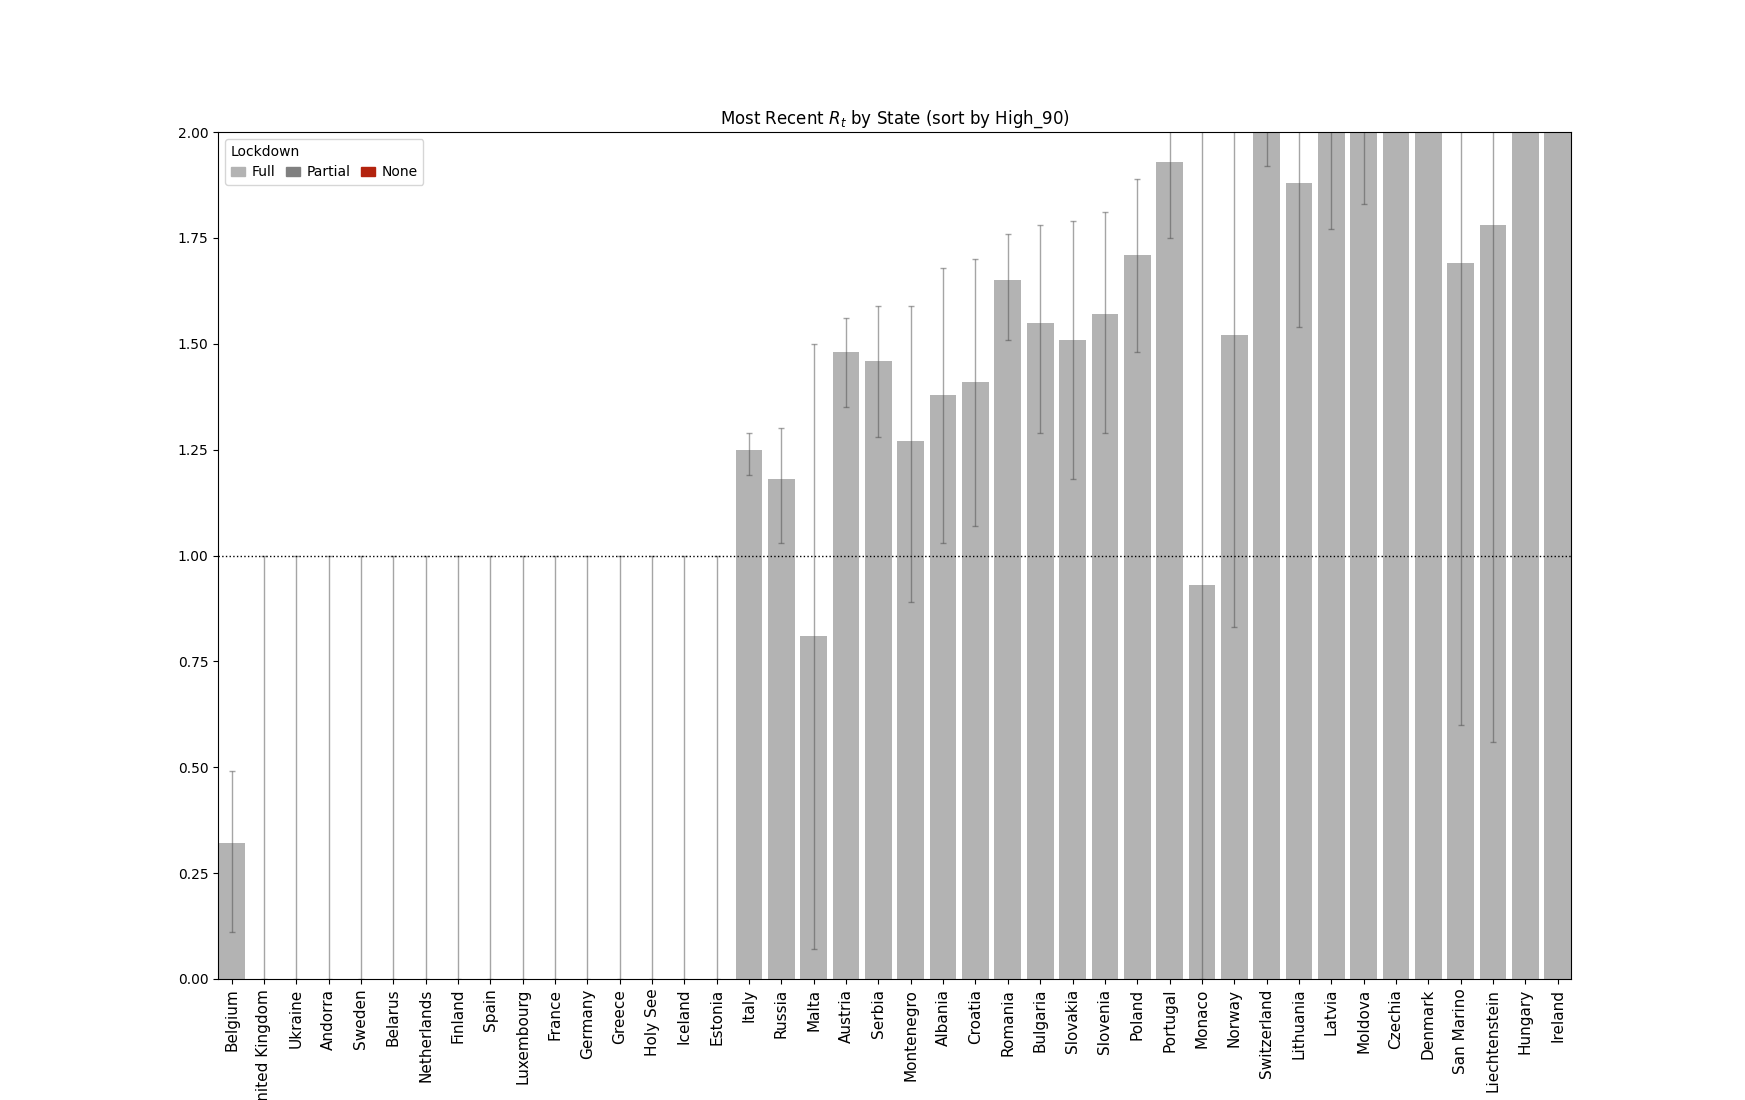 Most Recent R_t by State (sort by High_90)
Lockdown
Full Partial None
2.00
1.75
1.50
1.25
1.00
0.75
0.50
0.25
0.00
Belgium
nited Kingdom
Ukraine
Andorra
Sweden
Belarus
Netherlands
Finland
Spain
Luxembourg
France
Germany
Greece
Holy See
Iceland
Estonia
Italy
Russia
Malta
Austria
Serbia
Montenegro
Albania
Croatia
Romania
Bulgaria
Slovakia
Slovenia
Poland
Portugal
Monaco
Norway
Switzerland
Lithuania
Latvia
Moldova
Czechia
Denmark
San Marino
Liechtenstein
Hungary
Ireland